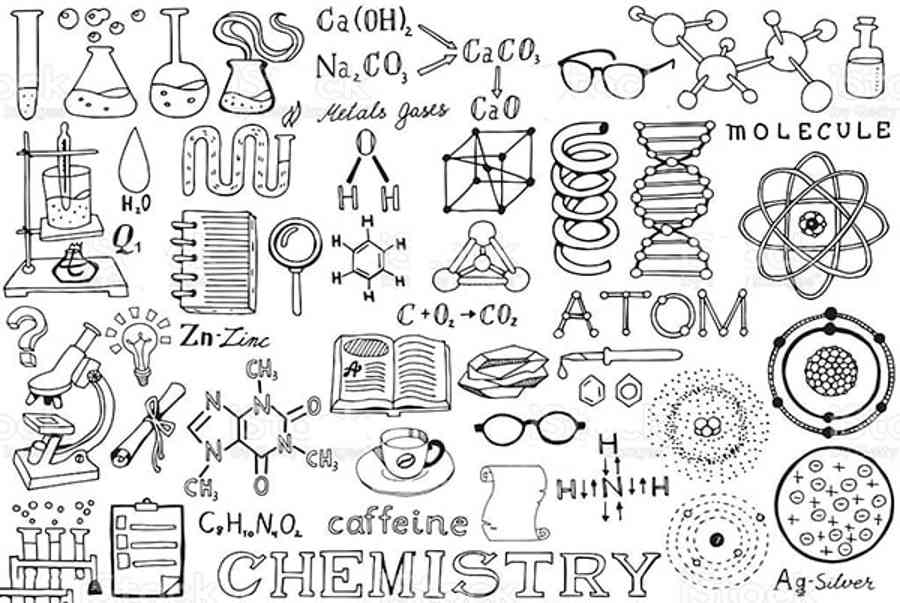 Ca(OH)₂
Na₂CO₃
CaCO₃
CaO
Metals gases
MOLECULE
H₂O
Q₁
O
H H
H
H H
H H
H
C + O₂ → CO₂
ATOM
?
Zn-Zinc
A
CH₃
N N O
N N
CH₃ O CH₃
H
H N H
C₈H₁₀N₄O₂
caffeine
CHEMISTRY
Ag-Silver
iStock